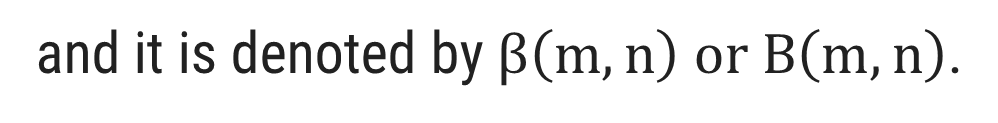 and it is denoted by β(m, n) or B(m, n).